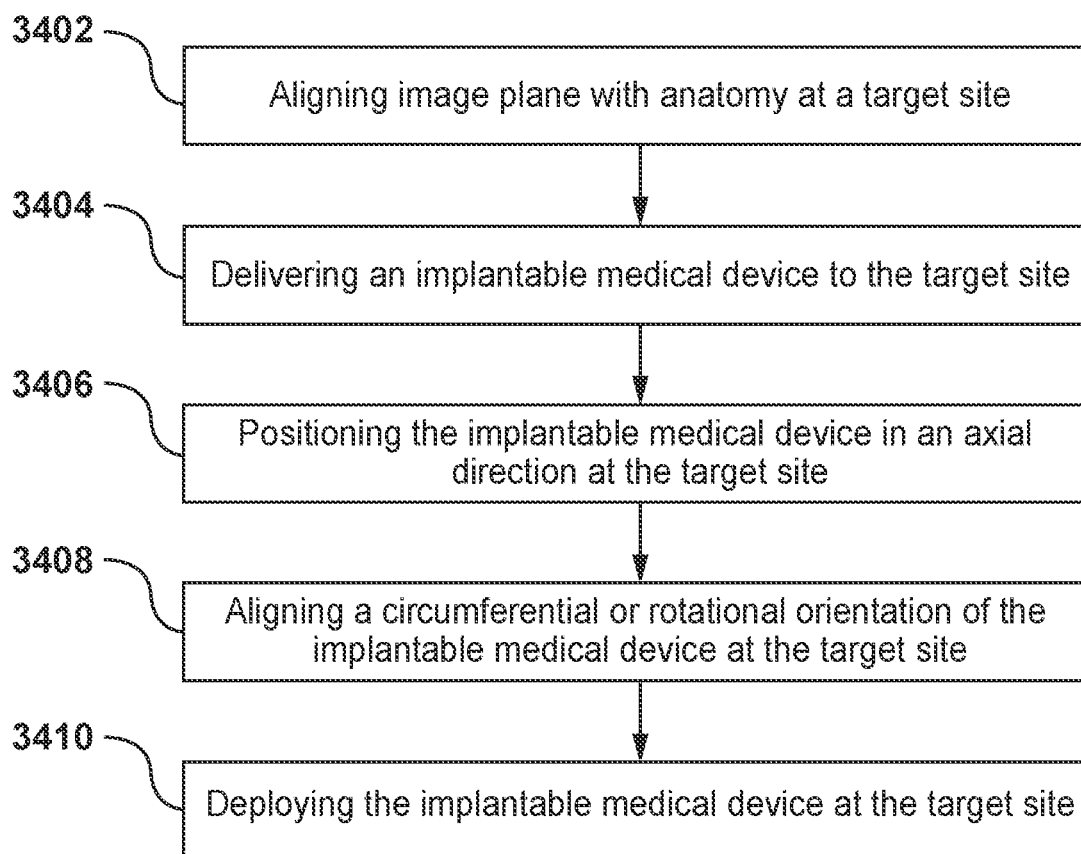 3402
Aligning image plane with anatomy at a target site
3404
Delivering an implantable medical device to the target site
3406
Positioning the implantable medical device in an axial
direction at the target site
3408
Aligning a circumferential or rotational orientation of the
implantable medical device at the target site
3410
Deploying the implantable medical device at the target site